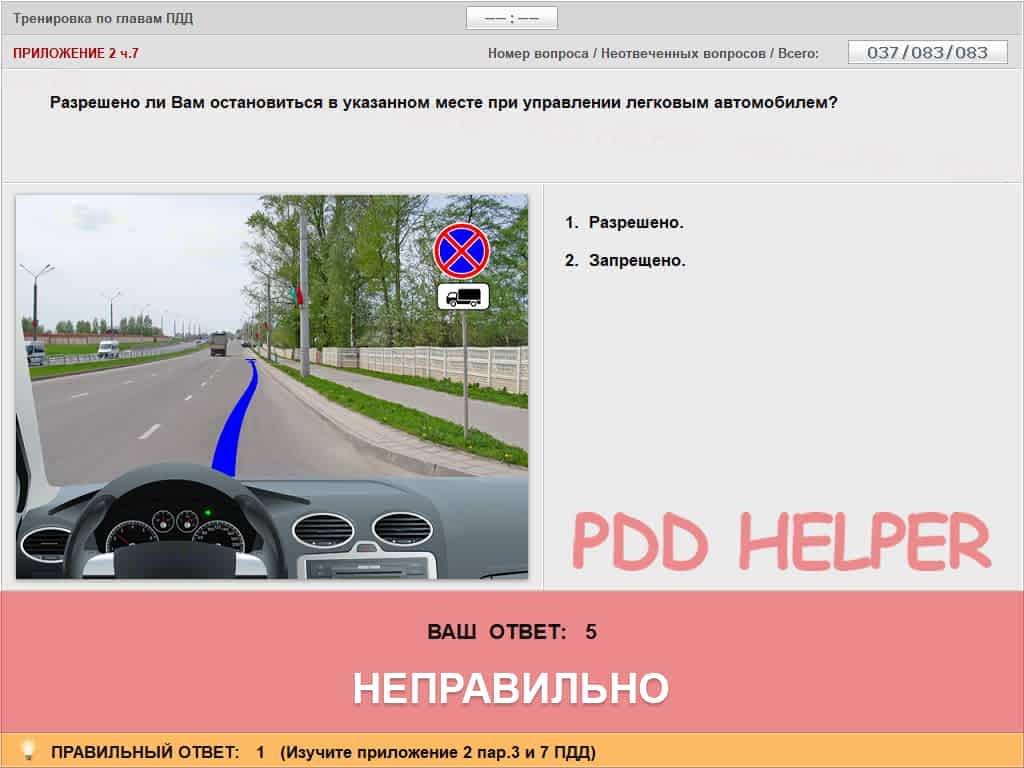 Тренировка по главам ПДД
—— : ——
ПРИЛОЖЕНИЕ 2 ч.7
Номер вопроса / Неотвеченных вопросов / Всего:
037/083/083
Разрешено ли Вам остановиться в указанном месте при управлении легковым автомобилем?
1. Разрешено.
2. Запрещено.
PDD HELPER
ВАШ ОТВЕТ: 5
НЕПРАВИЛЬНО
ПРАВИЛЬНЫЙ ОТВЕТ: 1 (Изучите приложение 2 пар.3 и 7 ПДД)